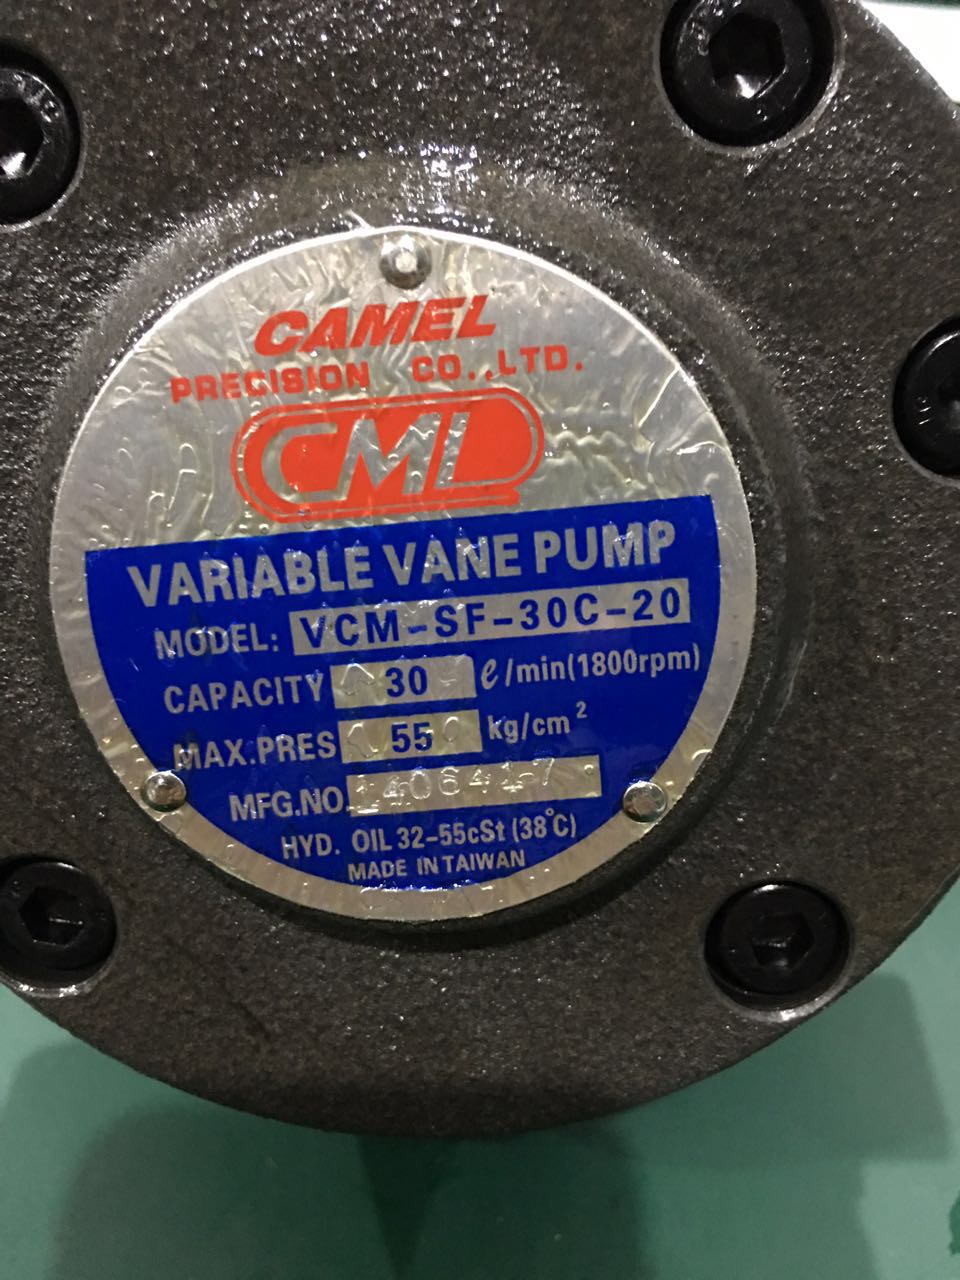 CAMEL
PRECISION CO.,LTD.
CML
VARIABLE VANE PUMP
MODEL: VCM-SF-30C-20
CAPACITY 30 ℓ/min(1800rpm)
MAX.PRES 55 kg/cm²
MFG.NO. 1406417
HYD. OIL 32-55cSt (38°C)
MADE IN TAIWAN